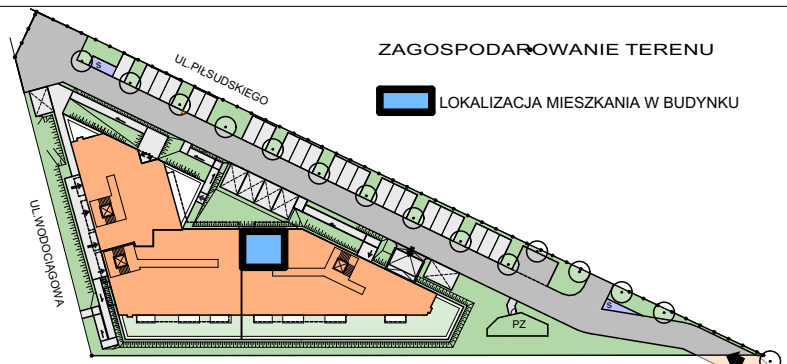 ZAGOSPODAROWANIE TERENU
UL.PIŁSUDSKIEGO
LOKALIZACJA MIESZKANIA W BUDYNKU
UL.WODOCIĄGOWA
Ś
Ś
PZ